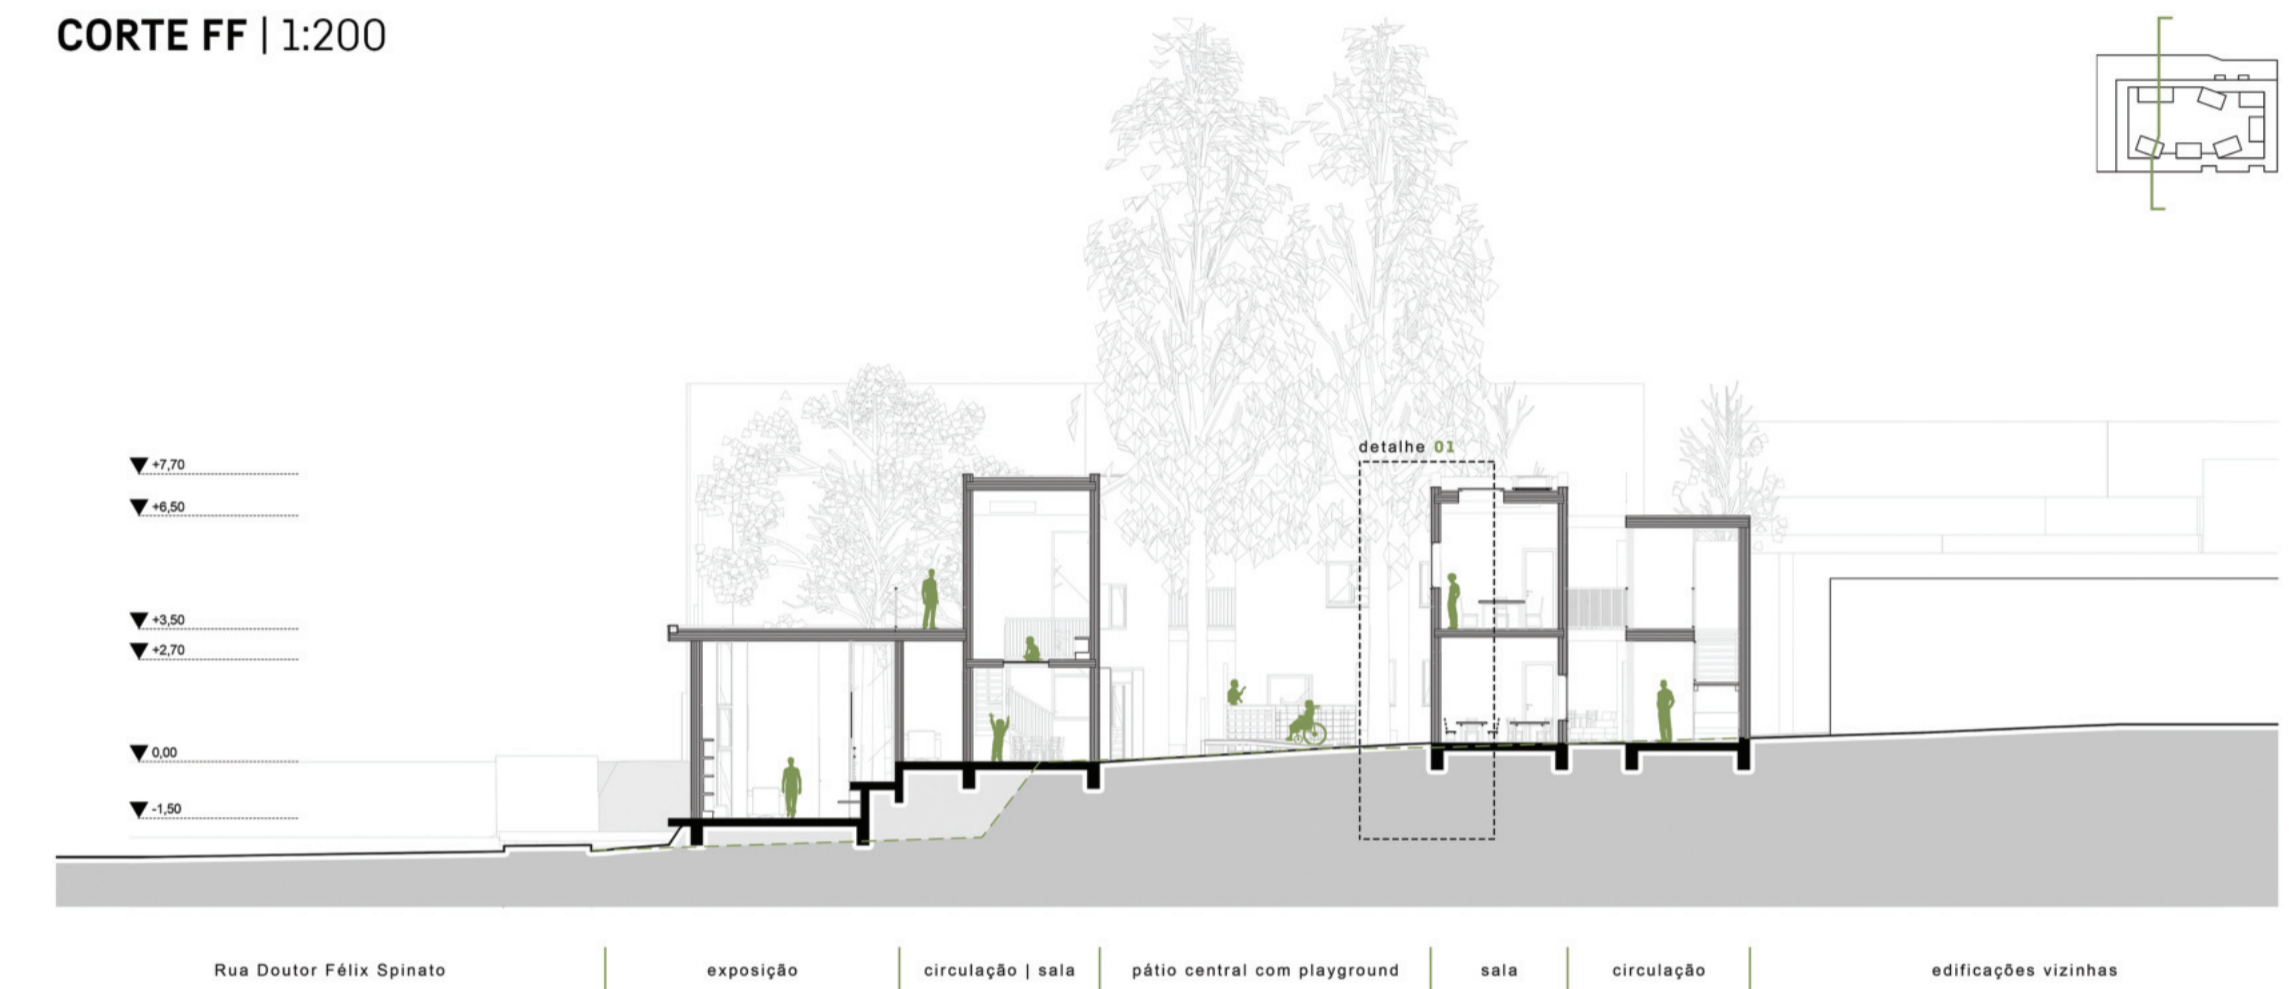 CORTE FF | 1:200
detalhe 01
+7,70
+6,50
+3,50
+2,70
0,00
-1,50
Rua Doutor Félix Spinato
exposição
circulação | sala
pátio central com playground
sala
circulação
edificações vizinhas